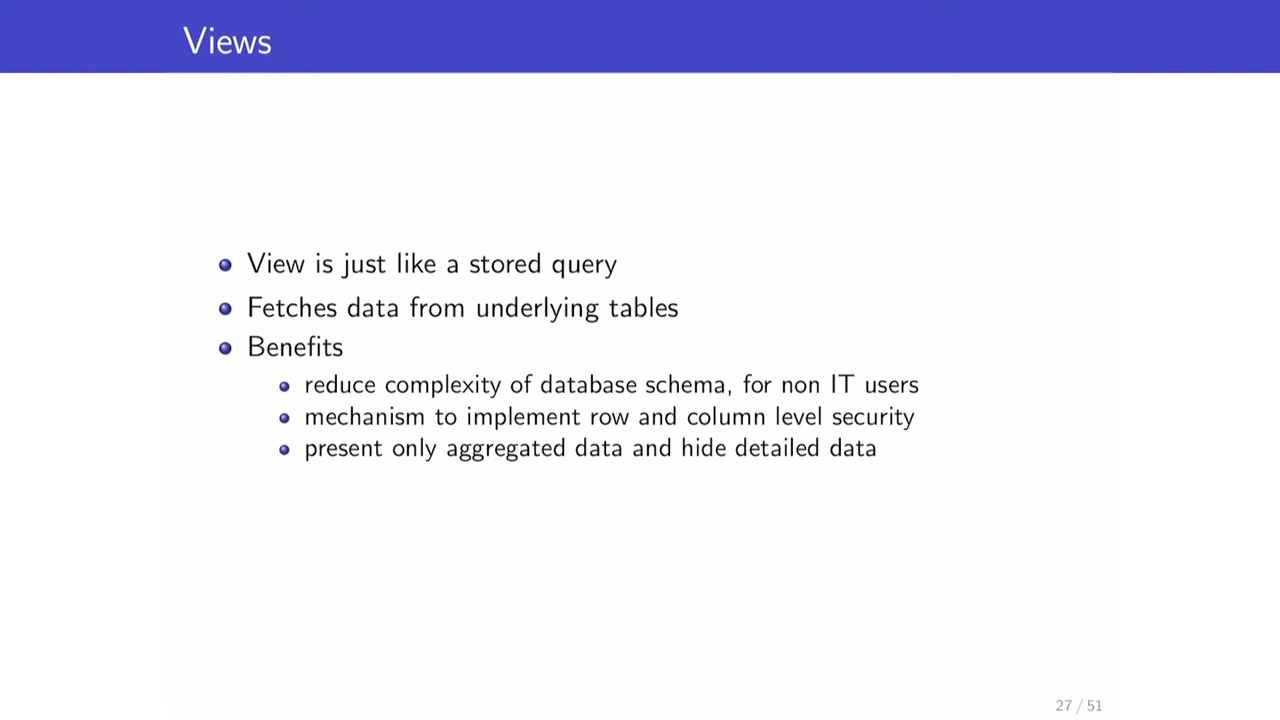 Views
View is just like a stored query
Fetches data from underlying tables
Benefits
reduce complexity of database schema, for non IT users
mechanism to implement row and column level security
present only aggregated data and hide detailed data
27 / 51